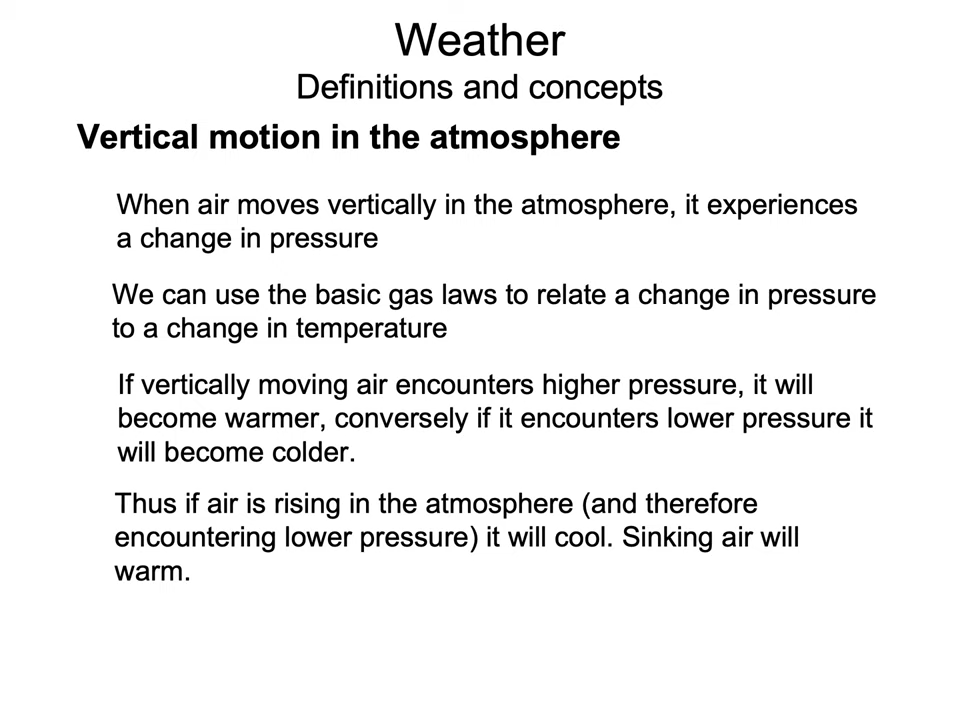 Weather
Definitions and concepts
Vertical motion in the atmosphere
When air moves vertically in the atmosphere, it experiences
a change in pressure
We can use the basic gas laws to relate a change in pressure
to a change in temperature
If vertically moving air encounters higher pressure, it will
become warmer, conversely if it encounters lower pressure it
will become colder.
Thus if air is rising in the atmosphere (and therefore
encountering lower pressure) it will cool. Sinking air will
warm.